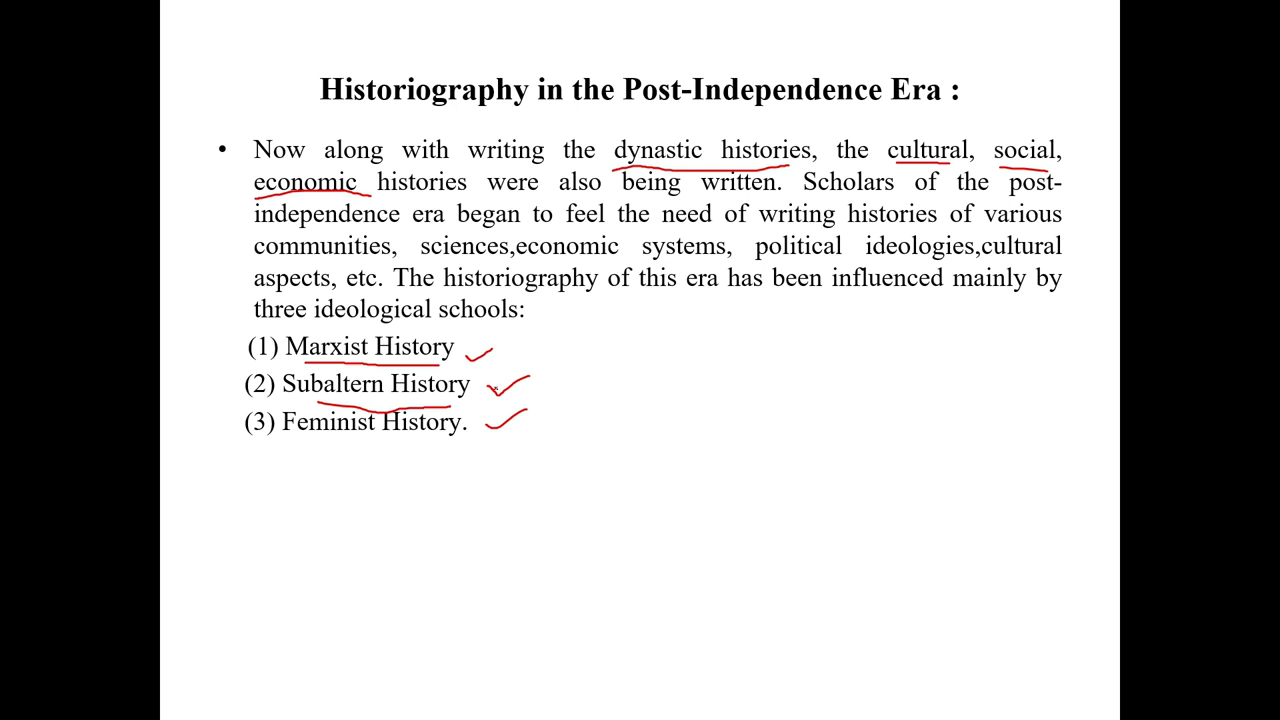 Historiography in the Post-Independence Era :
• Now along with writing the dynastic histories, the cultural, social,
economic histories were also being written. Scholars of the post-
independence era began to feel the need of writing histories of various
communities, sciences,economic systems, political ideologies,cultural
aspects, etc. The historiography of this era has been influenced mainly by
three ideological schools:
(1) Marxist History
(2) Subaltern History
(3) Feminist History.